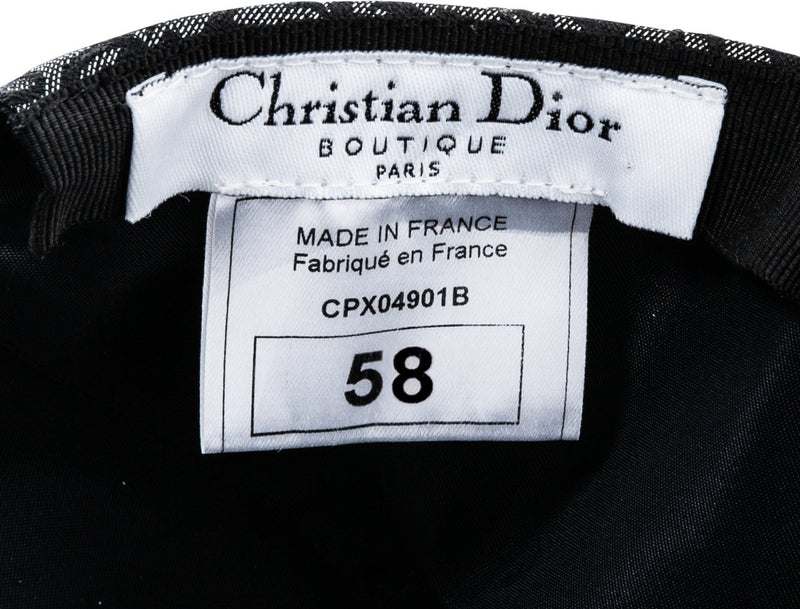 Christian Dior
BOUTIQUE
PARIS
MADE IN FRANCE
Fabriqué en France
CPX04901B
58